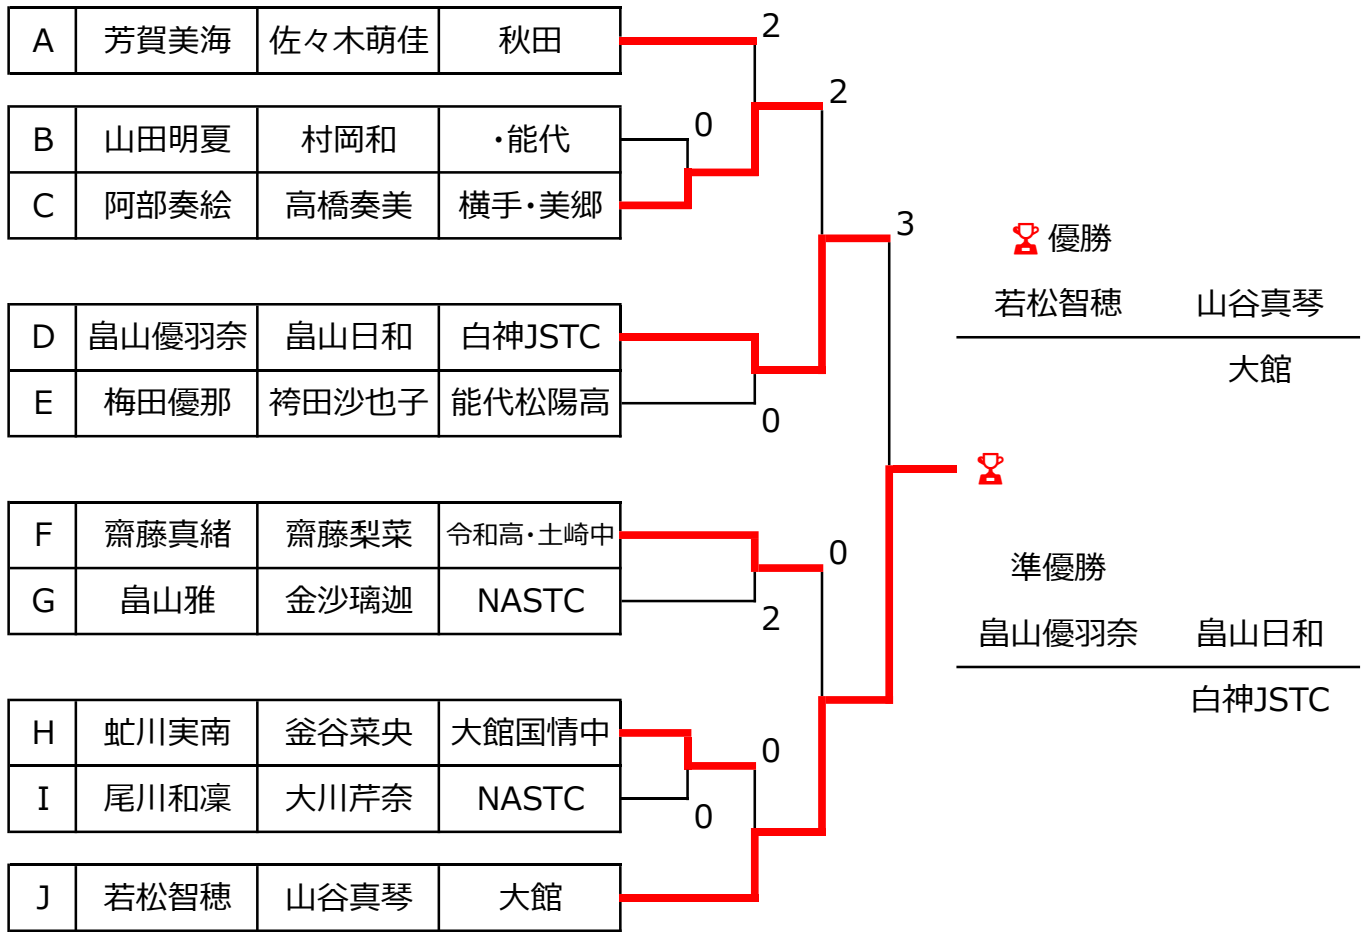 A 芳賀美海 佐々木萌佳 秋田 2
2
B 山田明夏 村岡和 ・能代 0
C 阿部奏絵 高橋奏美 横手・美郷
3
優勝
若松智穂 山谷真琴
大館
D 畠山優羽奈 畠山日和 白神JSTC
E 梅田優那 袴田沙也子 能代松陽高 0
F 齋藤真緒 齋藤梨菜 令和高・土崎中 0
G 畠山雅 金沙璃迦 NASTC 2
準優勝
畠山優羽奈 畠山日和
白神JSTC
H 虻川実南 釜谷菜央 大館国情中 0
I 尾川和凜 大川芹奈 NASTC 0
J 若松智穂 山谷真琴 大館